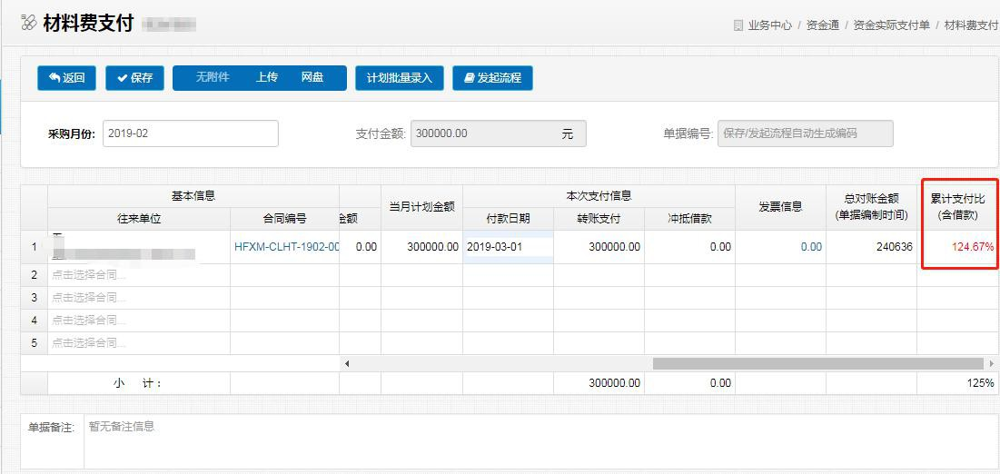 材料费支付
业务中心 / 资金通 / 资金实际支付单 / 材料费支付
返回 保存 无附件 上传 网盘 计划批量录入 发起流程
采购月份: 2019-02 支付金额: 300000.00 元 单据编号: 保存/发起流程自动生成编码
基本信息 当月计划金额 本次支付信息 发票信息 总对账金额 累计支付比
(单据编制时间) (含借款)
往来单位 合同编号 金额 付款日期 转账支付 冲抵借款
1 HFXM-CLHT-1902-00 0.00 300000.00 2019-03-01 300000.00 0.00 0.00 240636 124.67%
2 点击选择合同...
3 点击选择合同...
4 点击选择合同...
5 点击选择合同...
小 计: 300000.00 0.00 125%
单据备注: 暂无备注信息